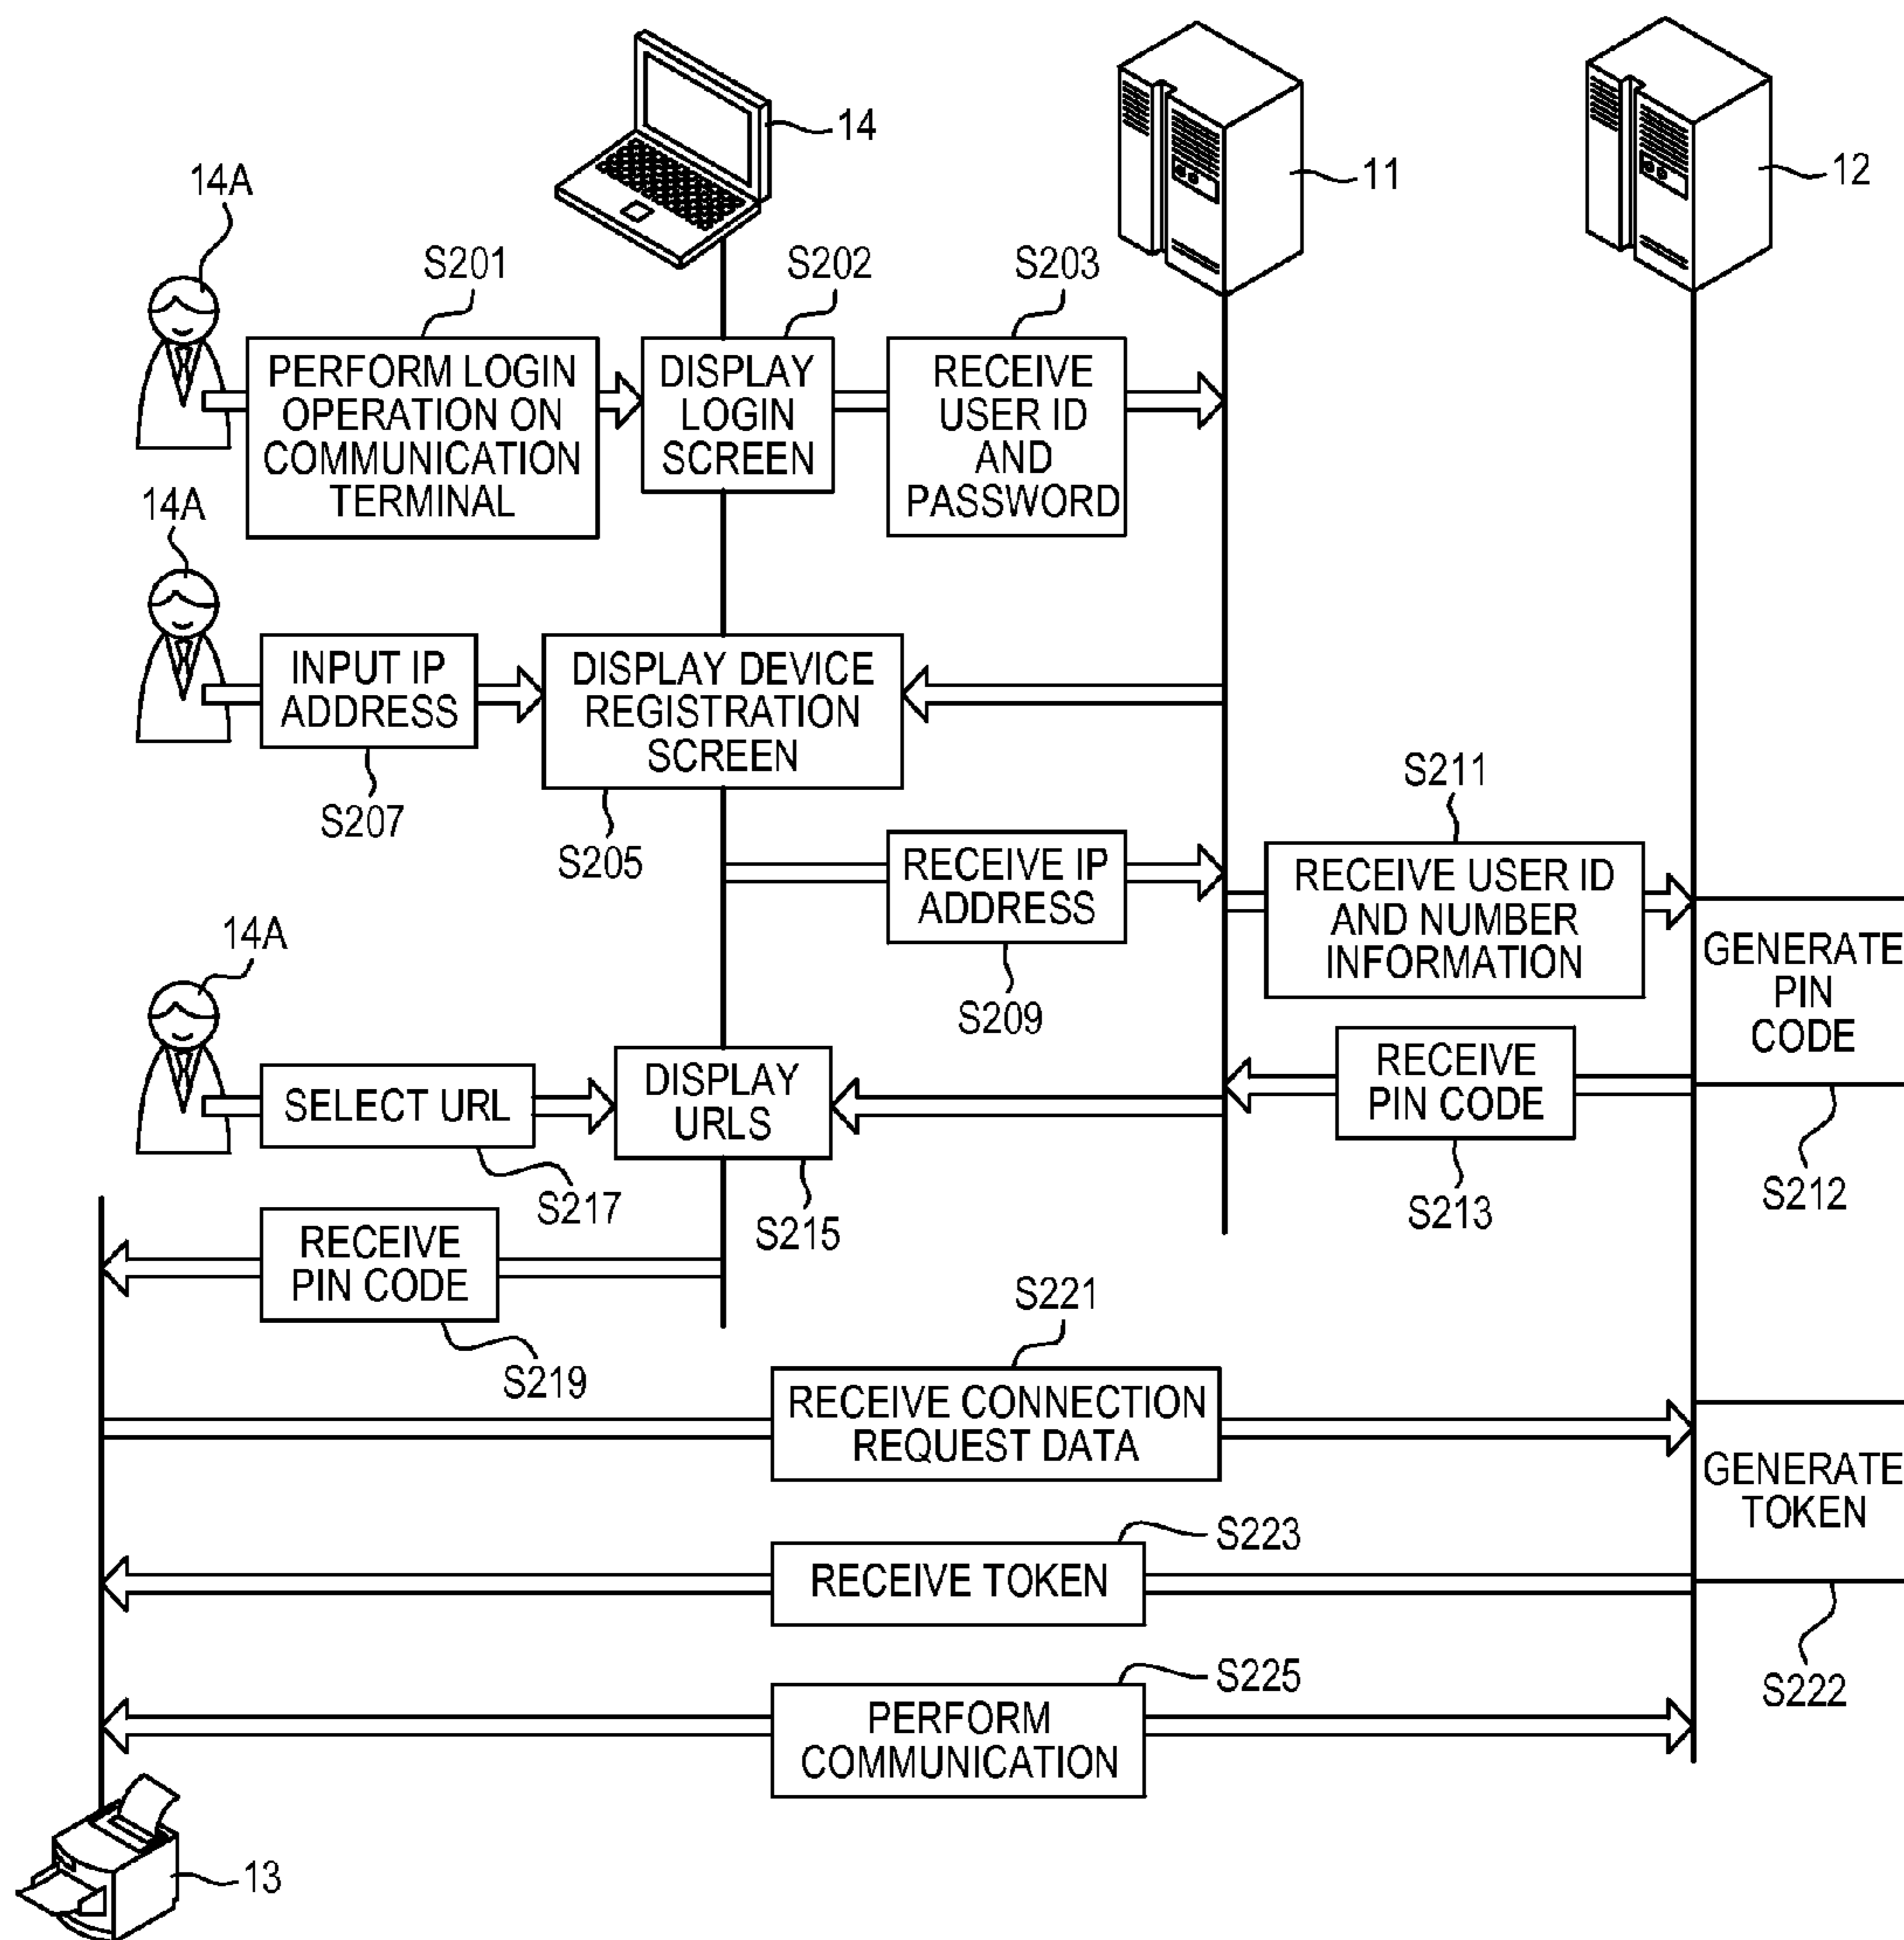 14
11
12
14A
S201
S202
S203
PERFORM LOGIN
OPERATION ON
COMMUNICATION
TERMINAL
DISPLAY
LOGIN
SCREEN
RECEIVE
USER ID
AND
PASSWORD
14A
INPUT IP
ADDRESS
S207
DISPLAY DEVICE
REGISTRATION
SCREEN
S205
RECEIVE IP
ADDRESS
S209
S211
RECEIVE USER ID
AND NUMBER
INFORMATION
GENERATE
PIN
CODE
S212
14A
SELECT URL
S217
DISPLAY
URLS
S215
RECEIVE
PIN CODE
S213
RECEIVE
PIN CODE
S219
S221
RECEIVE CONNECTION
REQUEST DATA
GENERATE
TOKEN
S222
S223
RECEIVE TOKEN
S225
PERFORM
COMMUNICATION
13